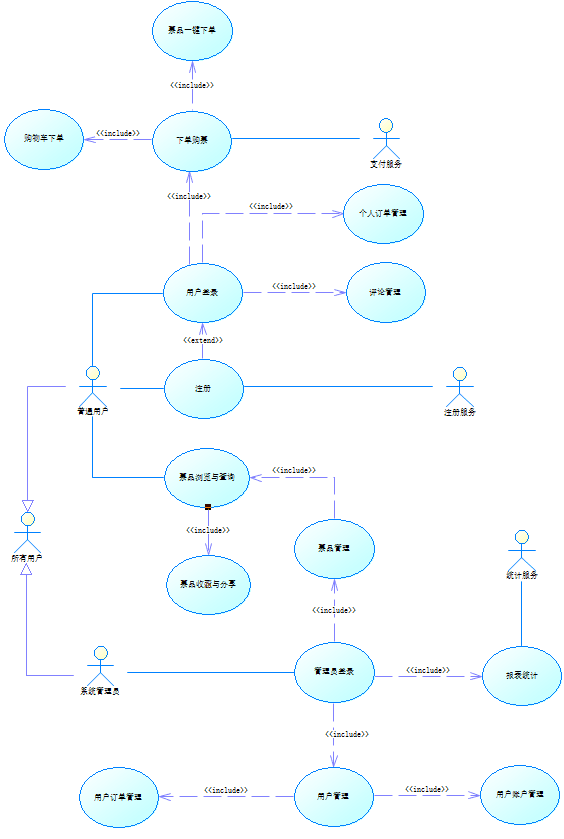 票品一键下单
<<include>>
购物车下单
<<include>>
下单购票
支付服务
<<include>>
<<include>>
个人订单管理
用户登录
<<include>>
评论管理
<<extend>>
注册
普通用户
注册服务
票品浏览与查询
<<include>>
<<include>>
所有用户
票品管理
统计服务
票品收藏与分享
<<include>>
系统管理员
管理员登录
<<include>>
报表统计
<<include>>
用户订单管理
<<include>>
用户管理
<<include>>
用户账户管理